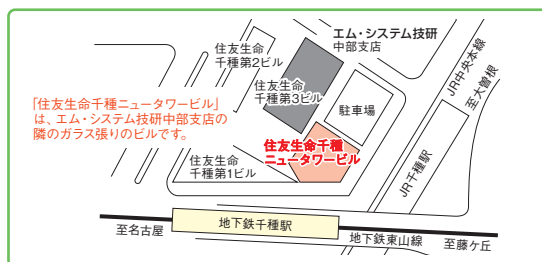 エム・システム技研
中部支店
住友生命
千種第2ビル
住友生命
千種第3ビル
駐車場
JR中央本線
至大曽根
「住友生命千種ニュータワービル」
は、エム・システム技研中部支店の
隣のガラス張りのビルです。
住友生命千種
ニュータワービル
住友生命
千種第1ビル
JR千種駅
地下鉄千種駅
至名古屋
地下鉄東山線
至藤ケ丘